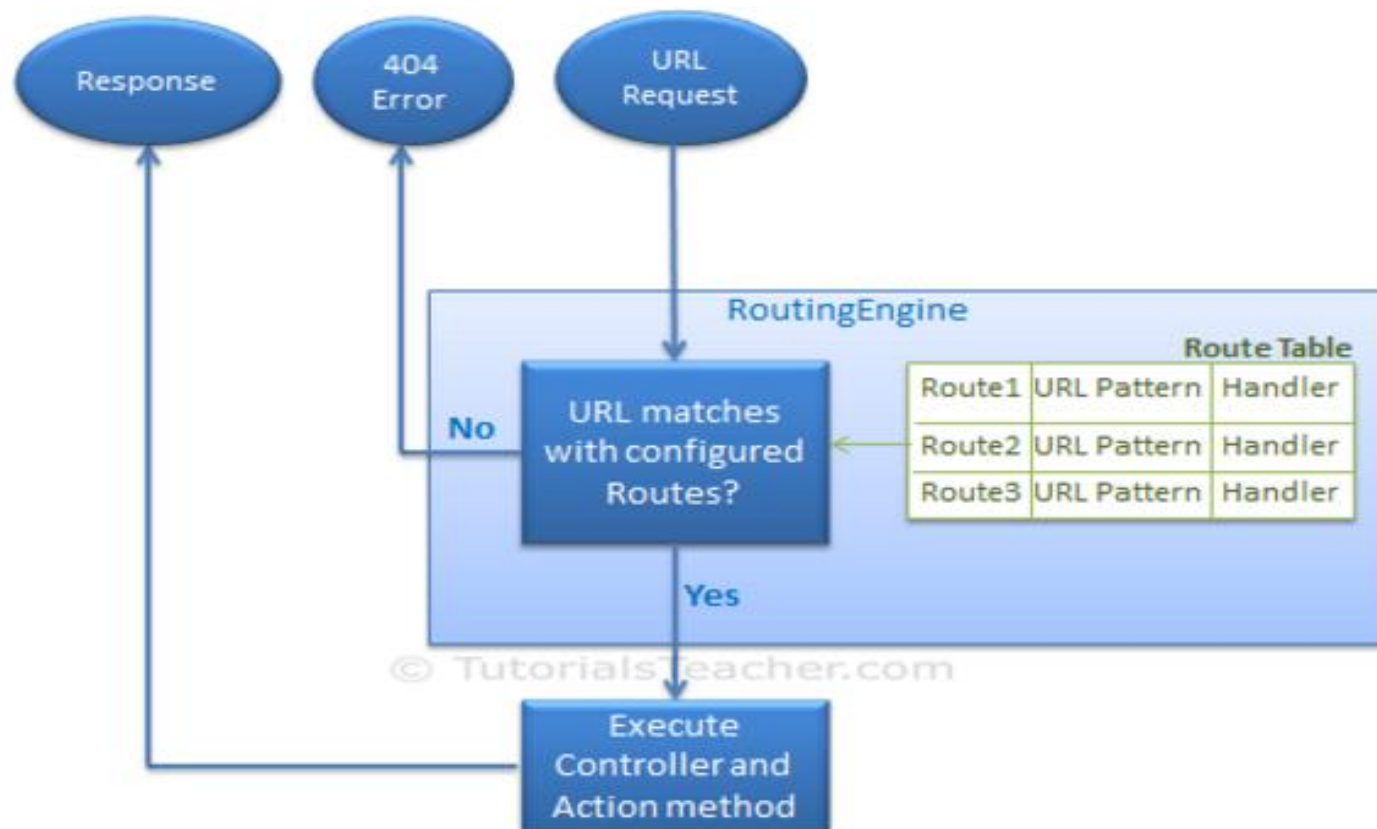 Response
404
Error
URL
Request
RoutingEngine
Route Table
Route1 URL Pattern Handler
Route2 URL Pattern Handler
Route3 URL Pattern Handler
URL matches
with configured
Routes?
No
Yes
© TutorialsTeacher.com
Execute
Controller and
Action method